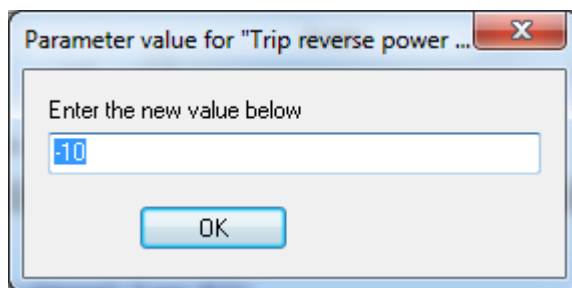 Parameter value for "Trip reverse power ...
Enter the new value below
-10
OK